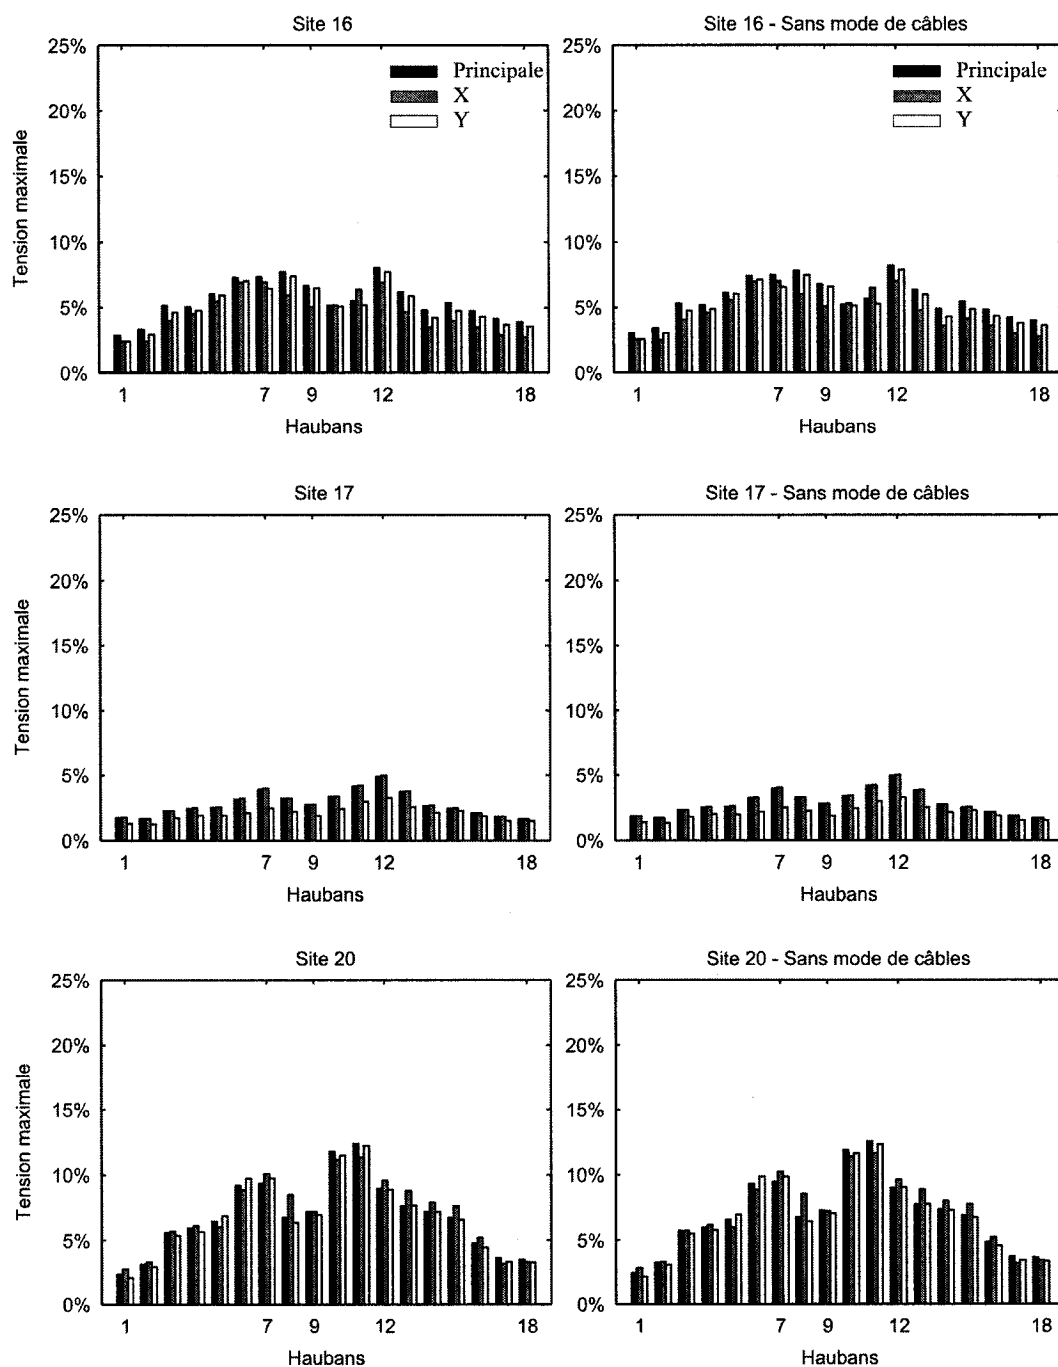 Site 16
Tension maximale
25%
20%
15%
10%
5%
0%
Principale
X
Y
1 7 9 12 18
Haubans
Site 16 - Sans mode de câbles
25%
20%
15%
10%
5%
0%
Principale
X
Y
1 7 9 12 18
Haubans
Site 17
Tension maximale
25%
20%
15%
10%
5%
0%
1 7 9 12 18
Haubans
Site 17 - Sans mode de câbles
25%
20%
15%
10%
5%
0%
1 7 9 12 18
Haubans
Site 20
Tension maximale
25%
20%
15%
10%
5%
0%
1 7 9 12 18
Haubans
Site 20 - Sans mode de câbles
25%
20%
15%
10%
5%
0%
1 7 9 12 18
Haubans